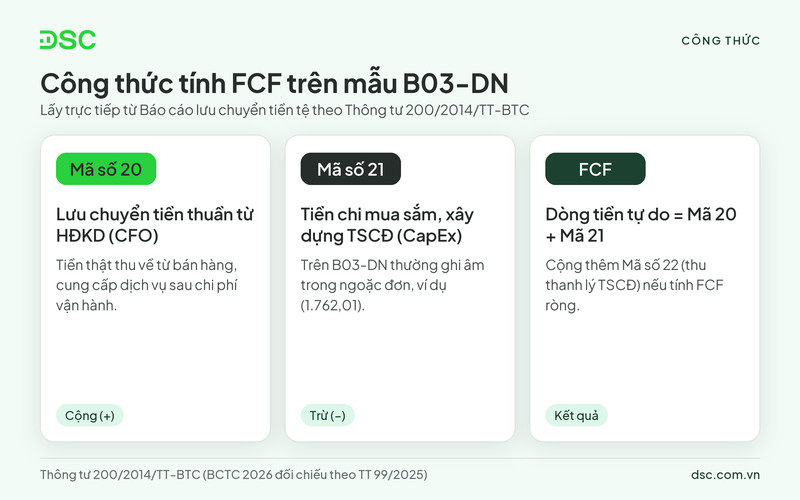 DSC
CÔNG THỨC
Công thức tính FCF trên mẫu B03-DN
Lấy trực tiếp từ Báo cáo lưu chuyển tiền tệ theo Thông tư 200/2014/TT-BTC
Mã số 20
Lưu chuyển tiền thuần từ
HĐKD (CFO)
Tiền thật thu về từ bán hàng,
cung cấp dịch vụ sau chi phí
vận hành.
Cộng (+)
Mã số 21
Tiền chi mua sắm, xây
dựng TSCĐ (CapEx)
Trên B03-DN thường ghi âm
trong ngoặc đơn, ví dụ
(1.762,01).
Trừ (−)
FCF
Dòng tiền tự do = Mã 20
+ Mã 21
Cộng thêm Mã số 22 (thu
thanh lý TSCĐ) nếu tính FCF
ròng.
Kết quả
Thông tư 200/2014/TT-BTC (BCTC 2026 đối chiếu theo TT 99/2025)
dsc.com.vn